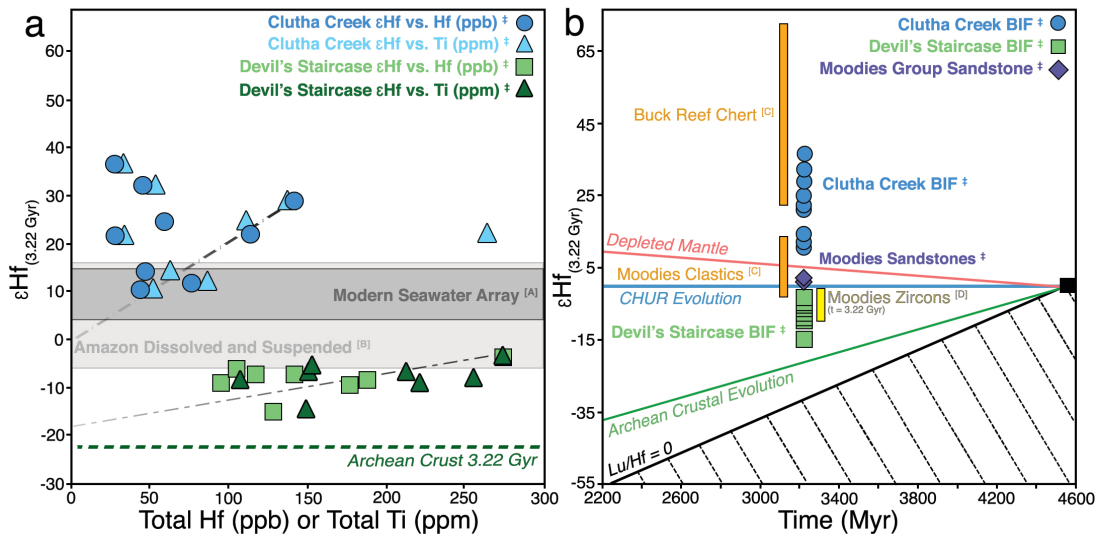 a
Clutha Creek εHf vs. Hf (ppb) ‡
Clutha Creek εHf vs. Ti (ppm) ‡
Devil's Staircase εHf vs. Hf (ppb) ‡
Devil's Staircase εHf vs. Ti (ppm) ‡
60
50
40
30
20
10
0
-10
-20
-30
εHf(3.22 Gyr)
Modern Seawater Array [A]
Amazon Dissolved and Suspended [B]
Archean Crust 3.22 Gyr
0
50
100
150
200
250
300
Total Hf (ppb) or Total Ti (ppm)
b
Clutha Creek BIF ‡
Devil's Staircase BIF ‡
Moodies Group Sandstone ‡
65
45
25
5
-15
-35
-55
εHf(3.22 Gyr)
Buck Reef Chert [C]
Clutha Creek BIF ‡
Depleted Mantle
Moodies Sandstones ‡
Moodies Clastics [C]
CHUR Evolution
Moodies Zircons [D]
(t = 3.22 Gyr)
Devil's Staircase BIF ‡
Archean Crustal Evolution
Lu/Hf = 0
2200
2600
3000
3400
3800
4200
4600
Time (Myr)